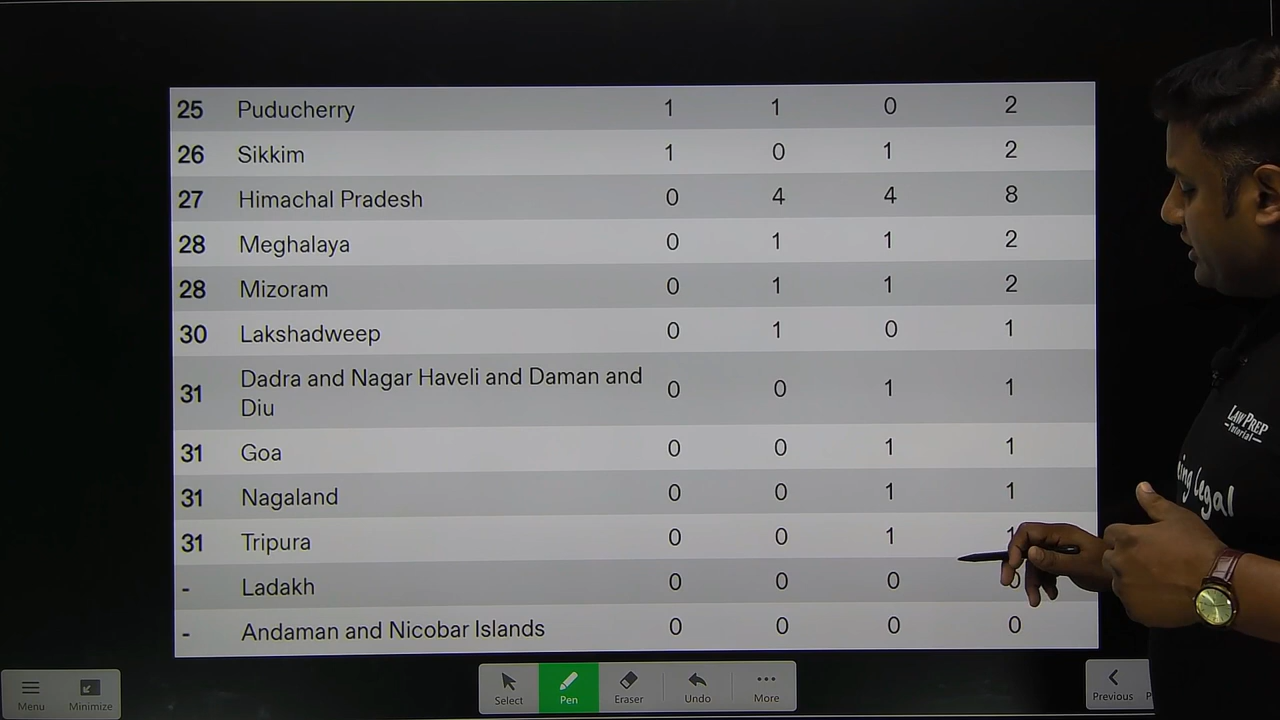 25 Puducherry 1 1 0 2
26 Sikkim 1 0 1 2
27 Himachal Pradesh 0 4 4 8
28 Meghalaya 0 1 1 2
28 Mizoram 0 1 1 2
30 Lakshadweep 0 1 0 1
31 Dadra and Nagar Haveli and Daman and
Diu 0 0 1 1
31 Goa 0 0 1 1
31 Nagaland 0 0 1 1
31 Tripura 0 0 1
- Ladakh 0 0 0
- Andaman and Nicobar Islands 0 0 0 0
LAW PREP
Tutorial
Legal
Menu
Minimize
Select
Pen
Eraser
Undo
More
Previous